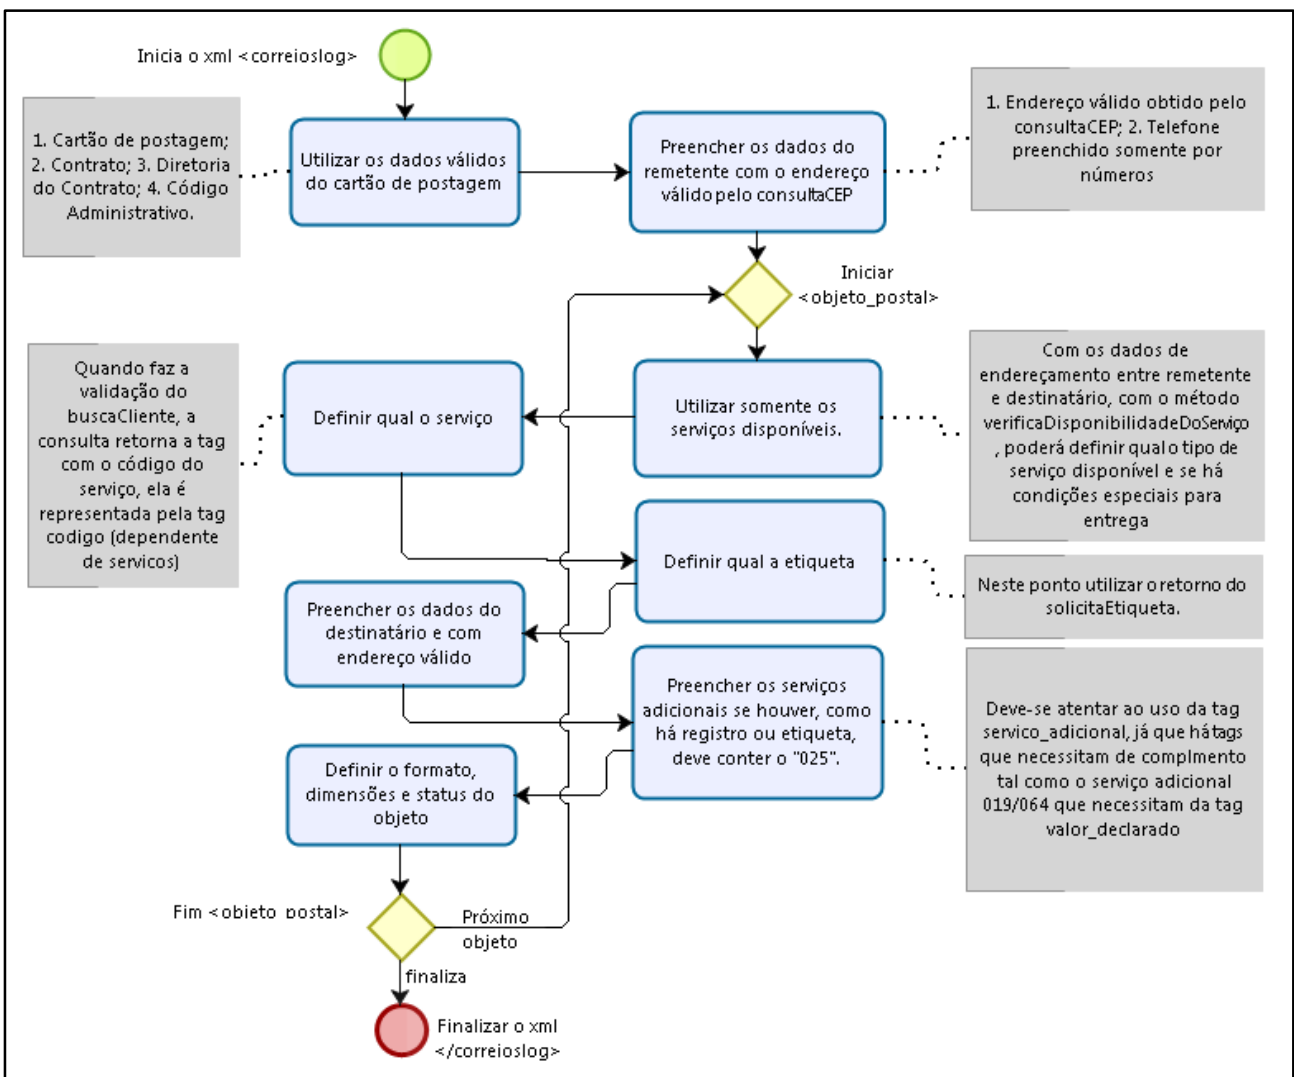 Inicia o xml <correioslog>
1. Cartão de postagem;
2. Contrato; 3. Diretoria
do Contrato; 4. Código
Administrativo.
Utilizar os dados válidos
do cartão de postagem
Preencher os dados do
remetente com o endereço
válido pelo consultaCEP
1. Endereço válido obtido pelo
consultaCEP; 2. Telefone
preenchido somente por
números
Iniciar
<objeto_postal>
Quando faz a
validação do
buscaCliente, a
consulta retorna a tag
com o código do
serviço, ela é
representada pela tag
codigo (dependente
de servicos)
Definir qual o serviço
Utilizar somente os
serviços disponíveis.
Com os dados de
endereçamento entre remetente
e destinatário, com o método
verificaDisponibilidadeDoServiço
, poderá definir qual o tipo de
serviço disponível e se há
condições especiais para
entrega
Definir qual a etiqueta
Neste ponto utilizar o retorno do
solicitaEtiqueta.
Preencher os dados do
destinatário e com
endereço válido
Preencher os serviços
adicionais se houver, como
há registro ou etiqueta,
deve conter o "025".
Deve-se atentar ao uso da tag
servico_adicional, já que há tags
que necessitam de complmento
tal como o serviço adicional
019/064 que necessitam da tag
valor_declarado
Definir o formato,
dimensões e status do
objeto
Fim <objeto_postal>
Próximo
objeto
finaliza
Finalizar o xml
</correioslog>